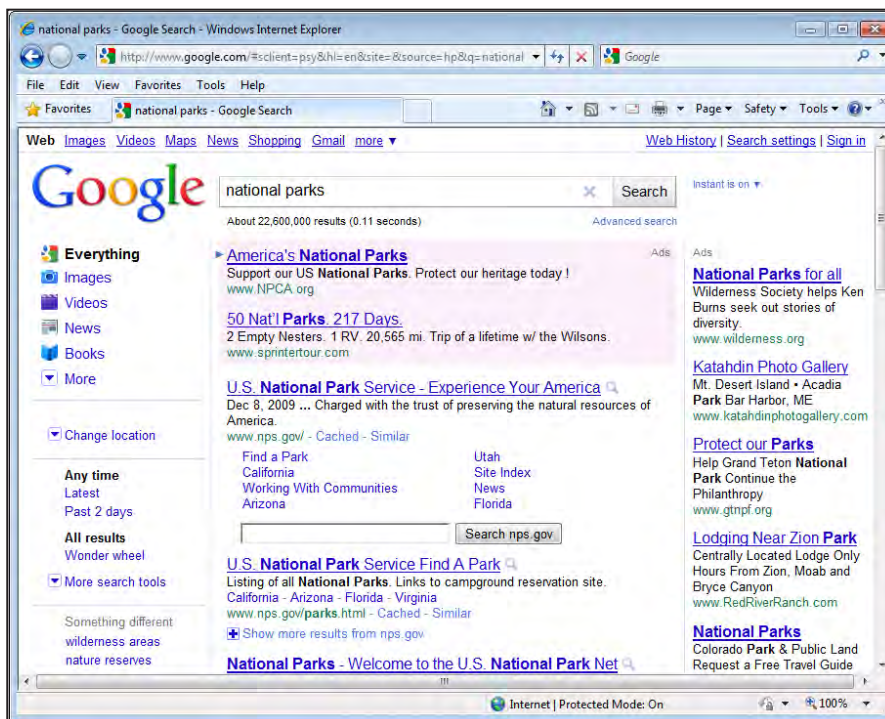 national parks - Google Search - Windows Internet Explorer
http://www.google.com/#sclient=psy&hl=en&site=&source=hp&q=national
Google
File Edit View Favorites Tools Help
Favorites
national parks - Google Search
Page Safety Tools
Web Images Videos Maps News Shopping Gmail more
Web History | Search settings | Sign in
Google
national parks
Search
Instant is on
About 22,600,000 results (0.11 seconds)
Advanced search
Everything
Images
Videos
News
Books
More
Change location
Any time
Latest
Past 2 days
All results
Wonder wheel
More search tools
Something different
wilderness areas
nature reserves
America's National Parks
Ads
Support our US National Parks. Protect our heritage today !
www.NPCA.org
50 Nat'l Parks. 217 Days.
2 Empty Nesters. 1 RV. 20,565 mi. Trip of a lifetime w/ the Wilsons.
www.sprintertour.com
U.S. National Park Service - Experience Your America
Dec 8, 2009 ... Charged with the trust of preserving the natural resources of
America.
www.nps.gov/ - Cached - Similar
Find a Park Utah
California Site Index
Working With Communities News
Arizona Florida
Search nps.gov
U.S. National Park Service Find A Park
Listing of all National Parks. Links to campground reservation site.
California - Arizona - Florida - Virginia
www.nps.gov/parks.html - Cached - Similar
Show more results from nps.gov
National Parks - Welcome to the U.S. National Park Net
Ads
National Parks for all
Wilderness Society helps Ken
Burns seek out stories of
diversity.
www.wilderness.org
Katahdin Photo Gallery
Mt. Desert Island • Acadia
Park Bar Harbor, ME
www.katahdinphotogallery.com
Protect our Parks
Help Grand Teton National
Park Continue the
Philanthropy
www.gtnpf.org
Lodging Near Zion Park
Centrally Located Lodge Only
Hours From Zion, Moab and
Bryce Canyon
www.RedRiverRanch.com
National Parks
Colorado Park & Public Land
Request a Free Travel Guide
Internet | Protected Mode: On
100%